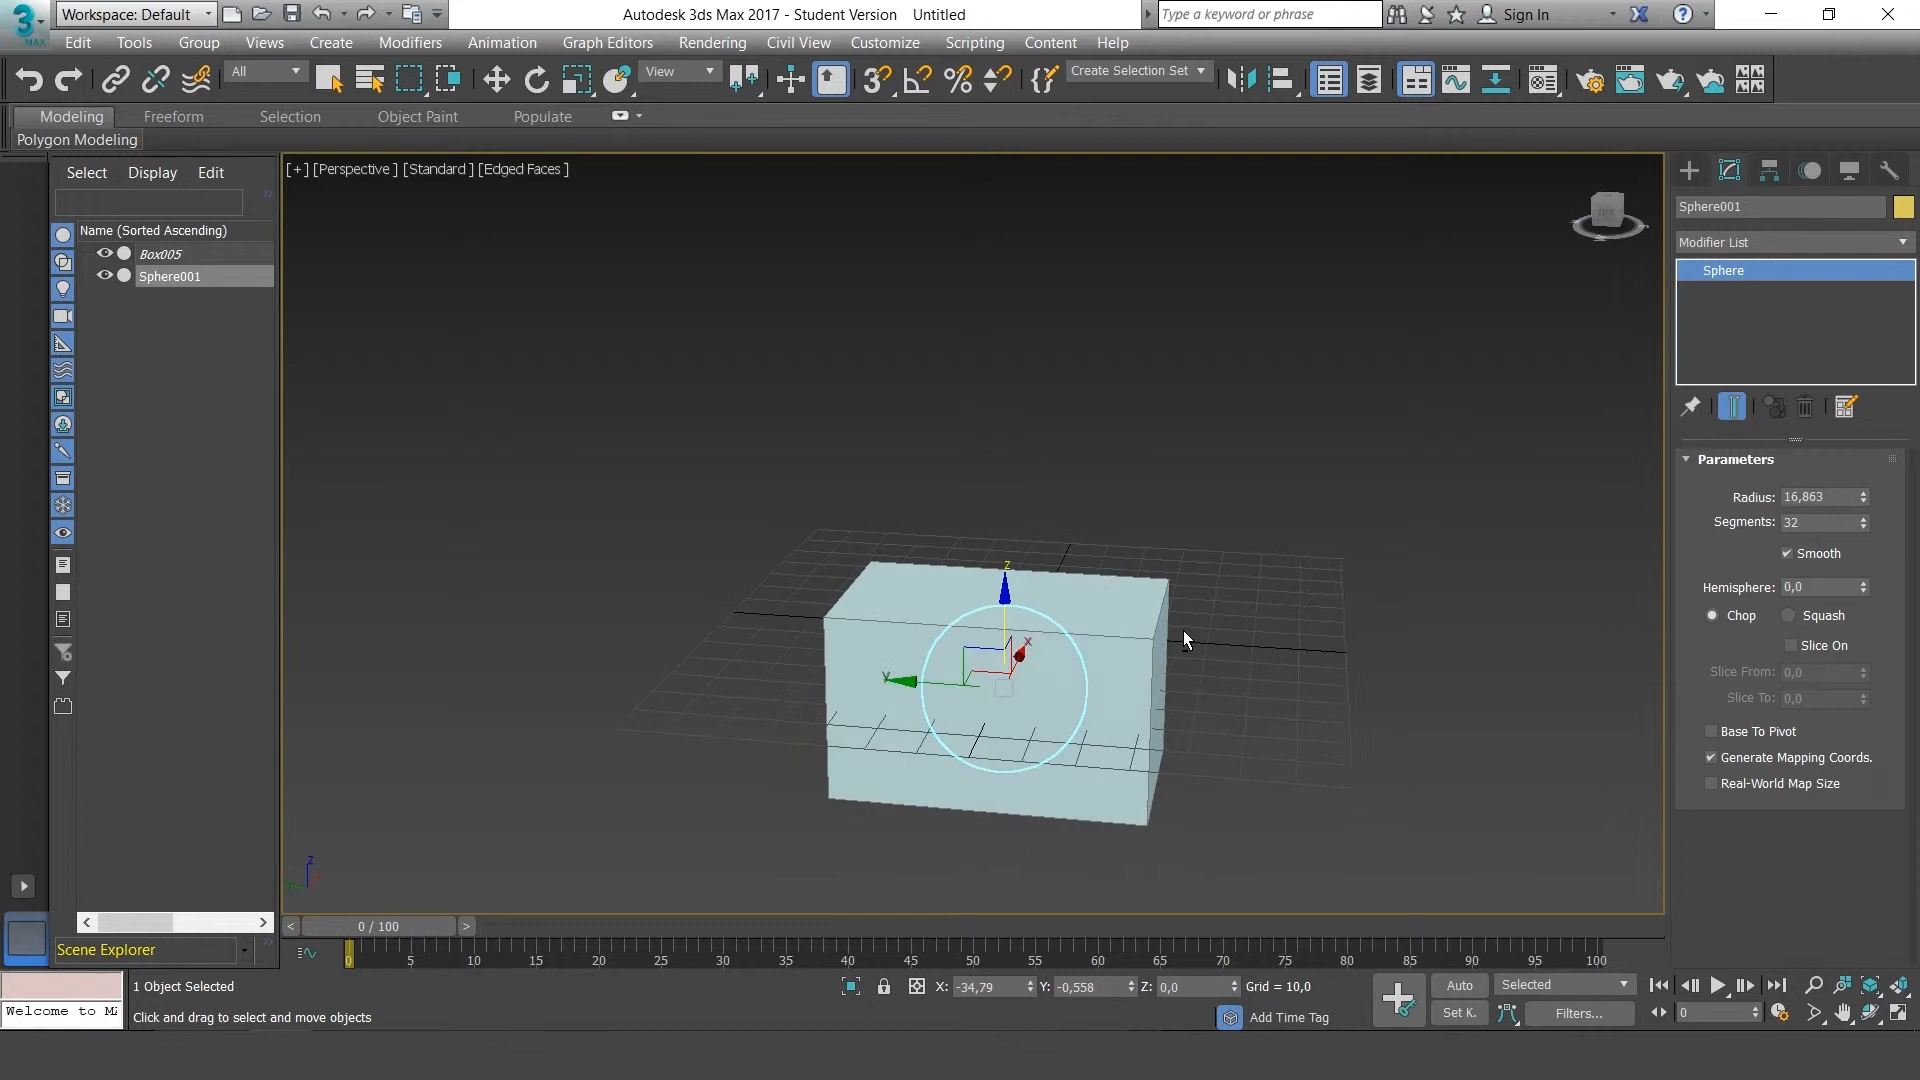 Workspace: Default
Autodesk 3ds Max 2017 - Student Version Untitled
Type a keyword or phrase
Sign In
MAX
Edit Tools Group Views Create Modifiers Animation Graph Editors Rendering Civil View Customize Scripting Content Help
All
View
Create Selection Set
Modeling Freeform Selection Object Paint Populate
Polygon Modeling
Select Display Edit
[+] [Perspective ] [Standard ] [Edged Faces ]
Name (Sorted Ascending)
Box005
Sphere001
Sphere001
Modifier List
Sphere
Parameters
Radius: 16,863
Segments: 32
Smooth
Hemisphere: 0,0
Chop Squash
Slice On
Slice From: 0,0
Slice To: 0,0
Base To Pivot
Generate Mapping Coords.
Real-World Map Size
z
x
y
z
0 / 100
Scene Explorer
0 5 10 15 20 25 30 35 40 45 50 55 60 65 70 75 80 85 90 95 100
1 Object Selected
X: -34,79 Y: -0,558 Z: 0,0 Grid = 10,0
Auto Selected
Welcome to MA
Click and drag to select and move objects
Add Time Tag
Set K. Filters...
0